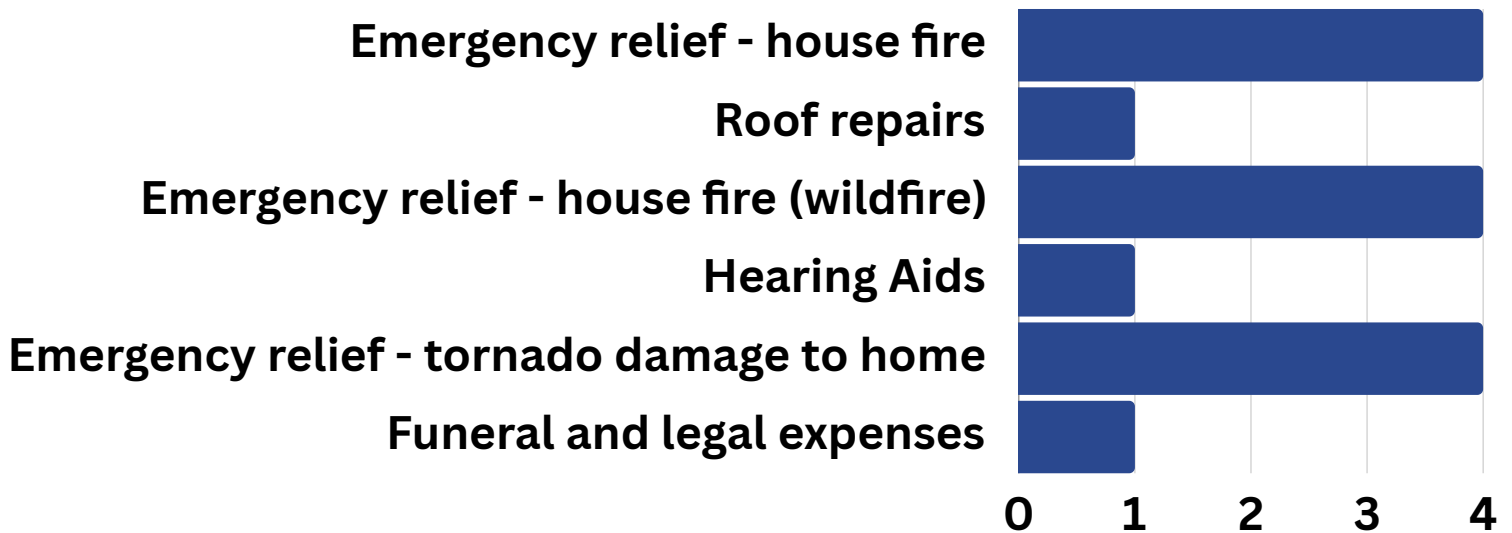 Emergency relief - house fire
Roof repairs
Emergency relief - house fire (wildfire)
Hearing Aids
Emergency relief - tornado damage to home
Funeral and legal expenses
0 1 2 3 4